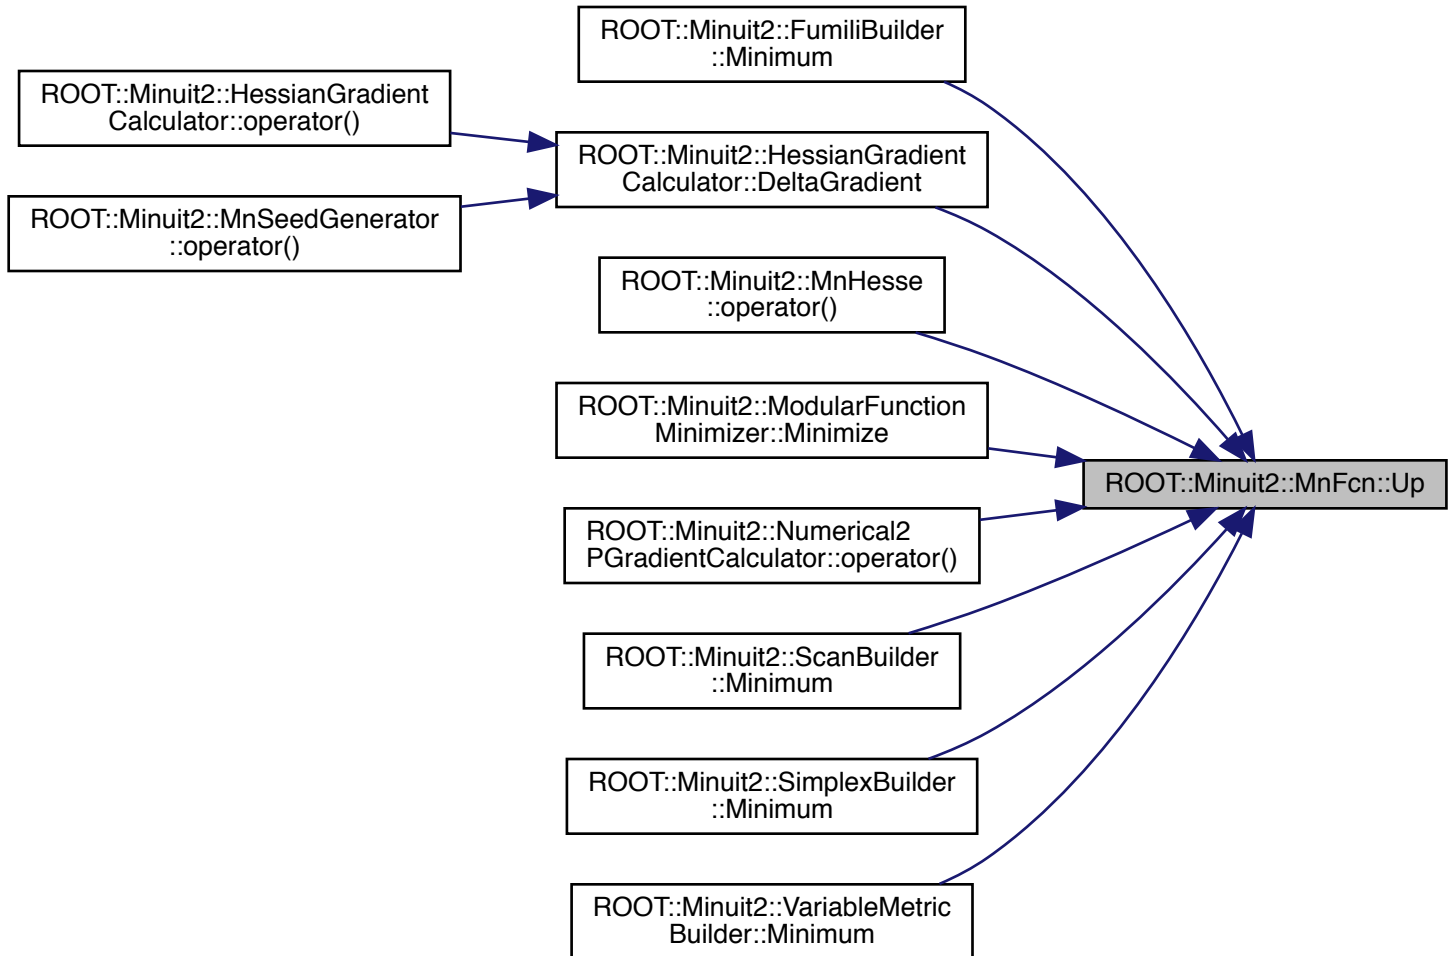 ROOT::Minuit2::FumiliBuilder
::Minimum
ROOT::Minuit2::HessianGradient
Calculator::operator()
ROOT::Minuit2::HessianGradient
Calculator::DeltaGradient
ROOT::Minuit2::MnSeedGenerator
::operator()
ROOT::Minuit2::MnHesse
::operator()
ROOT::Minuit2::ModularFunction
Minimizer::Minimize
ROOT::Minuit2::MnFcn::Up
ROOT::Minuit2::Numerical2
PGradientCalculator::operator()
ROOT::Minuit2::ScanBuilder
::Minimum
ROOT::Minuit2::SimplexBuilder
::Minimum
ROOT::Minuit2::VariableMetric
Builder::Minimum